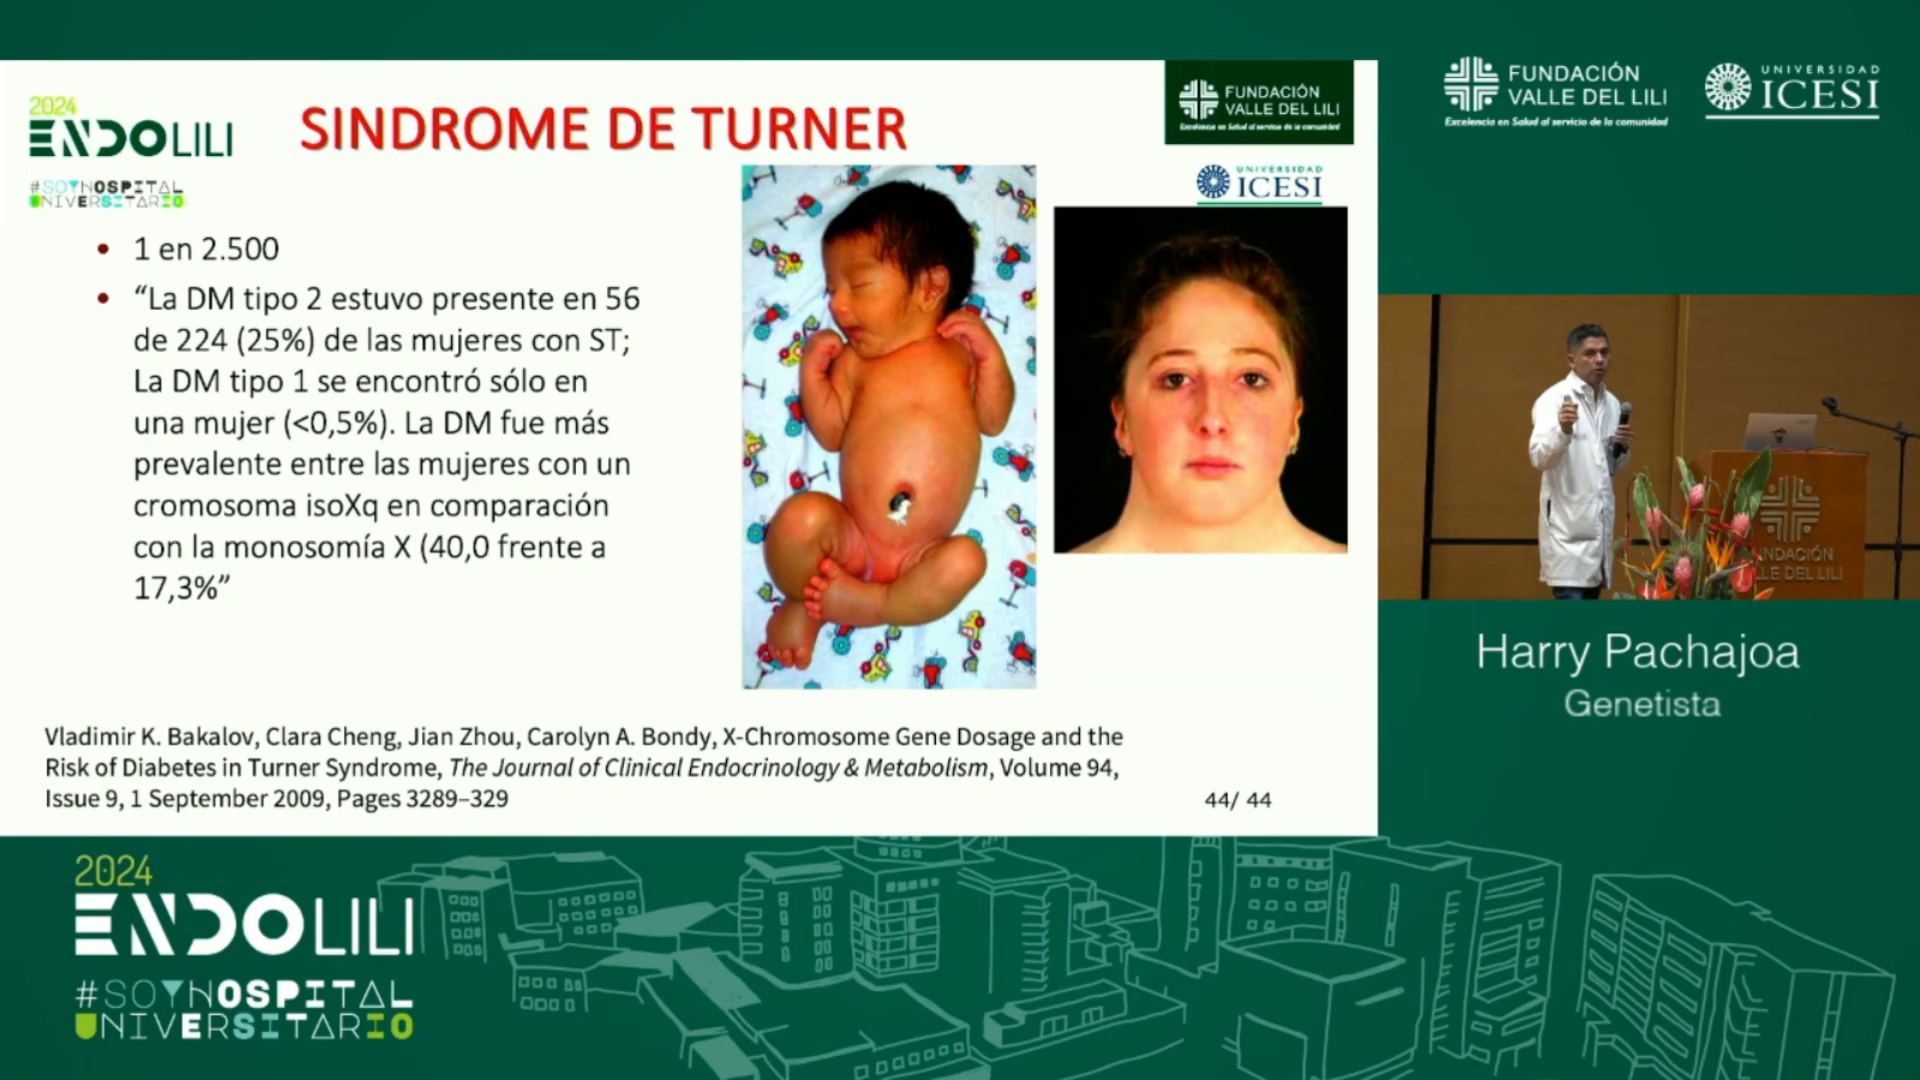 2024
ENDOLILI
#SOYHOSPITAL
UNIVERSITARIO
SINDROME DE TURNER
FUNDACIÓN
VALLE DEL LILI
Excelencia en Salud al servicio de la comunidad
UNIVERSIDAD
ICESI
• 1 en 2.500
• “La DM tipo 2 estuvo presente en 56
de 224 (25%) de las mujeres con ST;
La DM tipo 1 se encontró sólo en
una mujer (<0,5%). La DM fue más
prevalente entre las mujeres con un
cromosoma isoXq en comparación
con la monosomía X (40,0 frente a
17,3%”
Vladimir K. Bakalov, Clara Cheng, Jian Zhou, Carolyn A. Bondy, X-Chromosome Gene Dosage and the
Risk of Diabetes in Turner Syndrome, The Journal of Clinical Endocrinology & Metabolism, Volume 94,
Issue 9, 1 September 2009, Pages 3289–329
44/ 44
FUNDACIÓN
VALLE DEL LILI
Excelencia en Salud al servicio de la comunidad
UNIVERSIDAD
ICESI
NDACIÓN
LE DEL LILI
Harry Pachajoa
Genetista
2024
ENDOLILI
#SOYHOSPITAL
UNIVERSITARIO